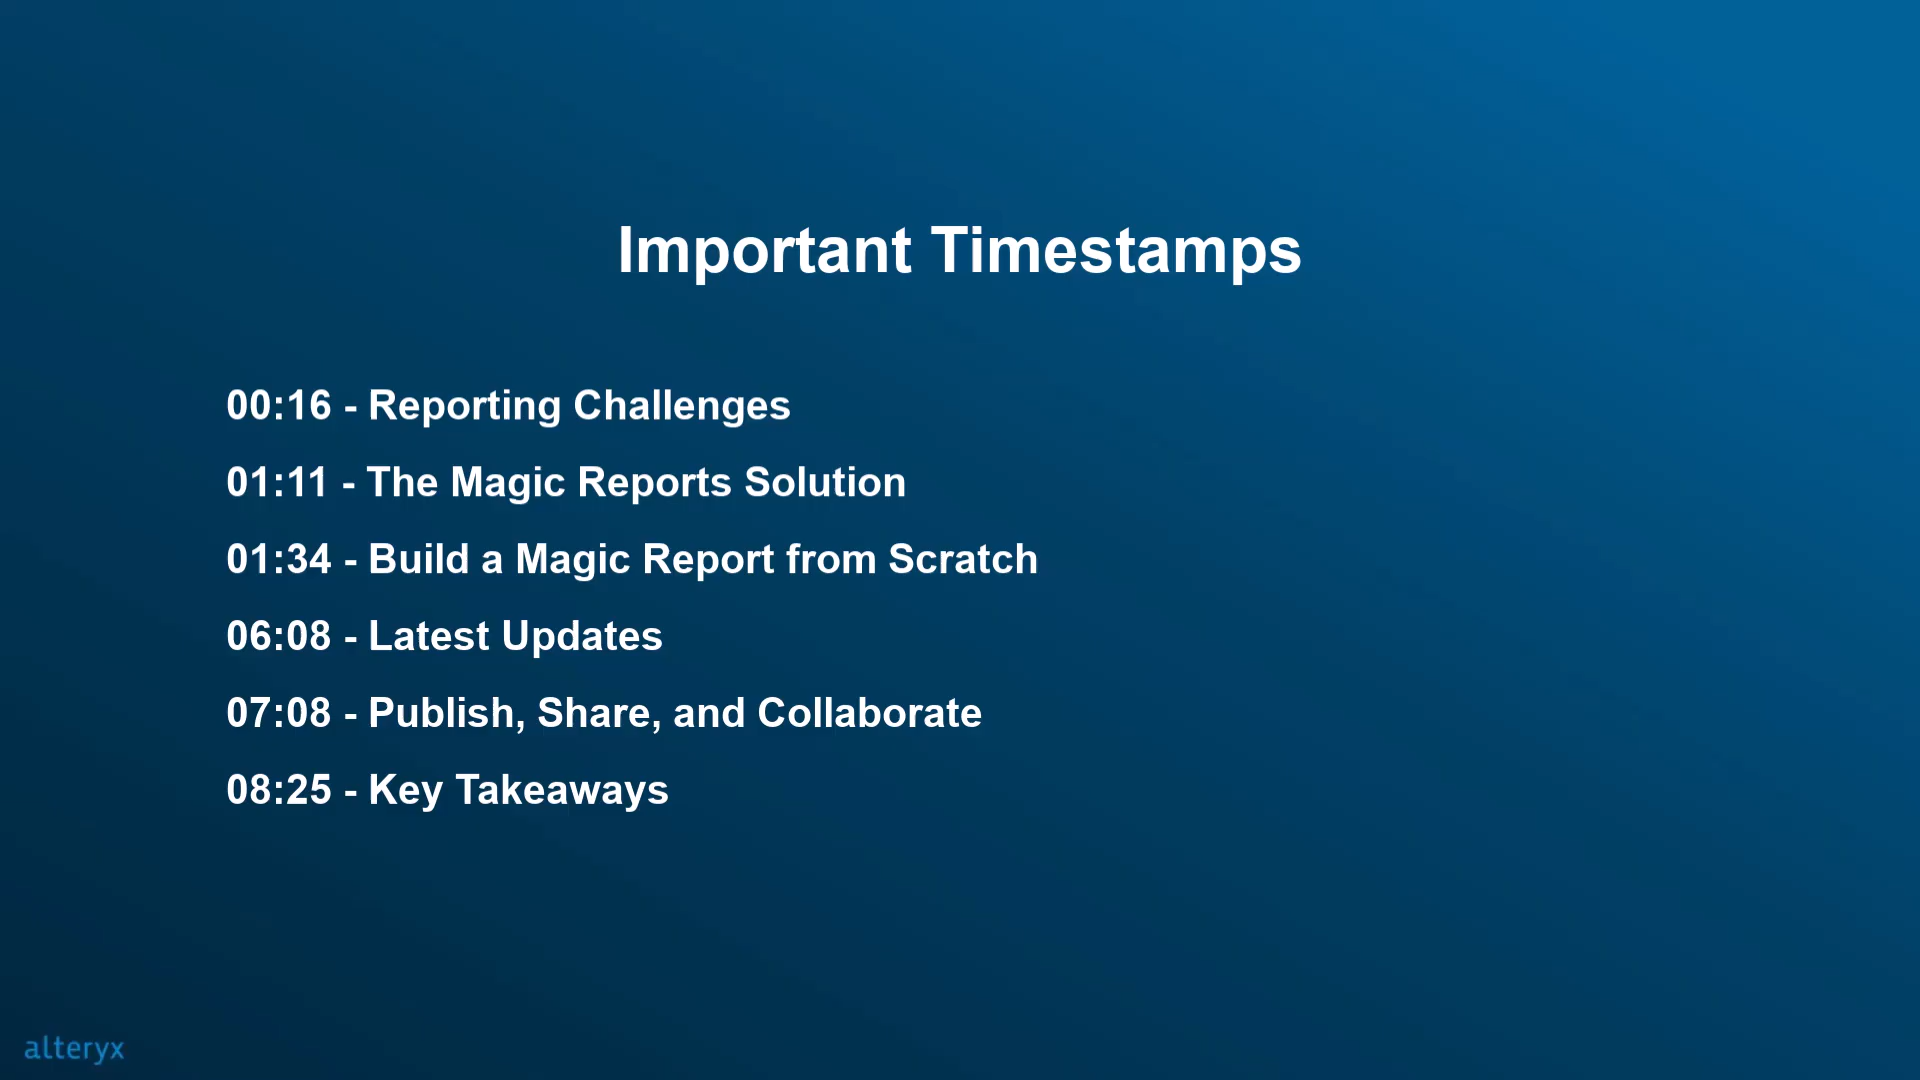 Important Timestamps
00:16 - Reporting Challenges
01:11 - The Magic Reports Solution
01:34 - Build a Magic Report from Scratch
06:08 - Latest Updates
07:08 - Publish, Share, and Collaborate
08:25 - Key Takeaways
alteryx